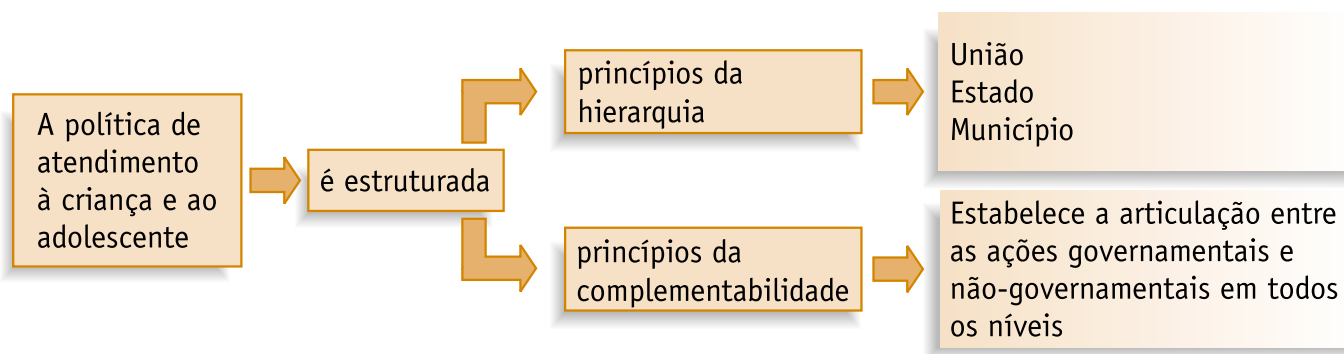 A política de
atendimento
à criança e ao
adolescente
é estruturada
princípios da
hierarquia
União
Estado
Município
princípios da
complementabilidade
Estabelece a articulação entre
as ações governamentais e
não-governamentais em todos
os níveis